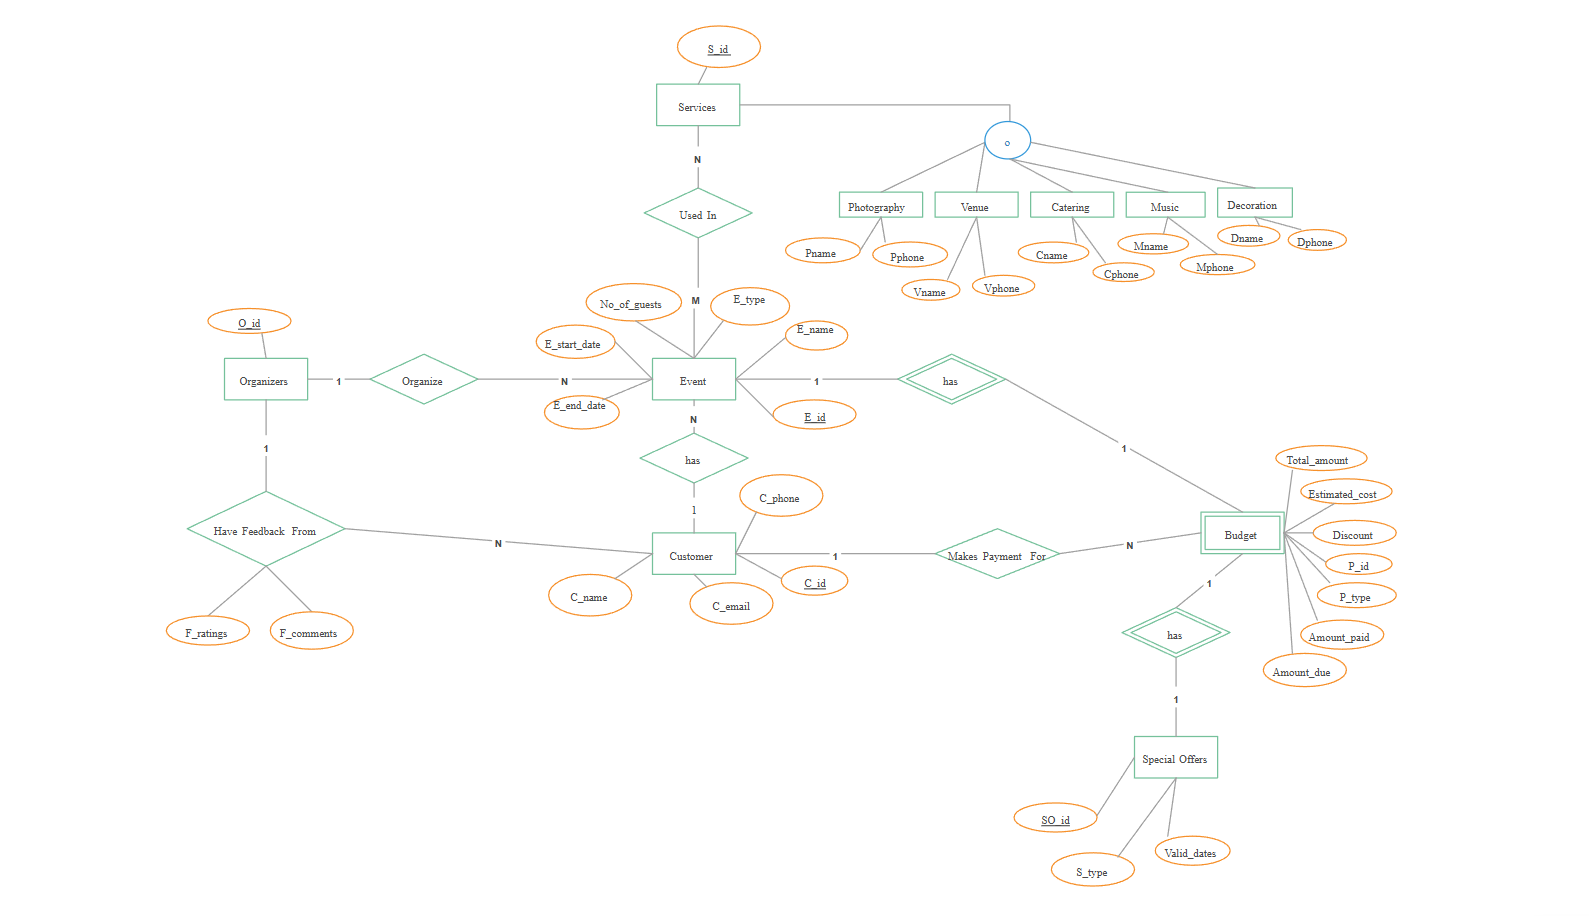 S_id
Services
o
N
Used In
Photography
Venue
Catering
Music
Decoration
Pname
Pphone
Vname
Vphone
Cname
Cphone
Mname
Mphone
Dname
Dphone
M
No_of_guests
E_type
E_start_date
E_name
O_id
Organizers
1
Organize
N
Event
1
has
E_end_date
E_id
N
1
1
has
Total_amount
C_phone
Estimated_cost
1
Have Feedback From
N
Customer
1
Makes Payment For
N
Budget
Discount
P_id
C_name
C_email
C_id
1
P_type
F_ratings
F_comments
has
Amount_paid
Amount_due
1
Special Offers
SO_id
Valid_dates
S_type